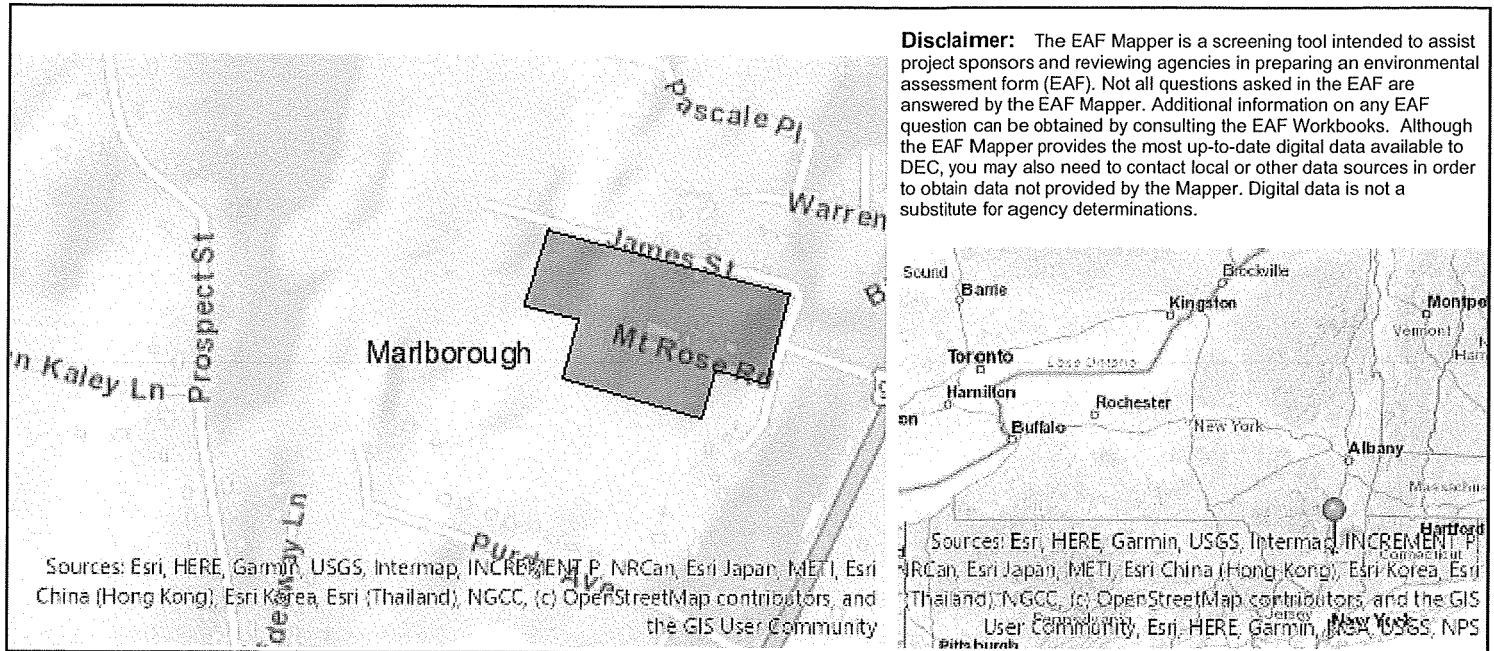 Disclaimer: The EAF Mapper is a screening tool intended to assist
project sponsors and reviewing agencies in preparing an environmental
assessment form (EAF). Not all questions asked in the EAF are
answered by the EAF Mapper. Additional information on any EAF
question can be obtained by consulting the EAF Workbooks. Although
the EAF Mapper provides the most up-to-date digital data available to
DEC, you may also need to contact local or other data sources in order
to obtain data not provided by the Mapper. Digital data is not a
substitute for agency determinations.
Pascale Pl
Warren
James St
Prospect St
Mt Rose Rd
Marlborough
n Kaley Ln
deway Ln
Purdy Ave
Sources: Esri, HERE, Garmin, USGS, Intermap, INCREMENT P, NRCan, Esri Japan, METI, Esri
China (Hong Kong), Esri Korea, Esri (Thailand), NGCC, (c) OpenStreetMap contributors, and
the GIS User Community
Sound
Barrie
Brockville
Kingston
Montpe
Vermont
Toronto
Lake Ontario
Hamilton
Rochester
on
Buffalo
New York
Albany
Massachus
Hartford
Connecticut
Sources: Esri, HERE, Garmin, USGS, Intermap, INCREMENT P,
NRCan, Esri Japan, METI, Esri China (Hong Kong), Esri Korea, Esri
(Thailand), NGCC, (c) OpenStreetMap contributors, and the GIS
User Community, Esri, HERE, Garmin, NGA, USGS, NPS
Pennsylvania
Jersey
New York
Pittsburgh